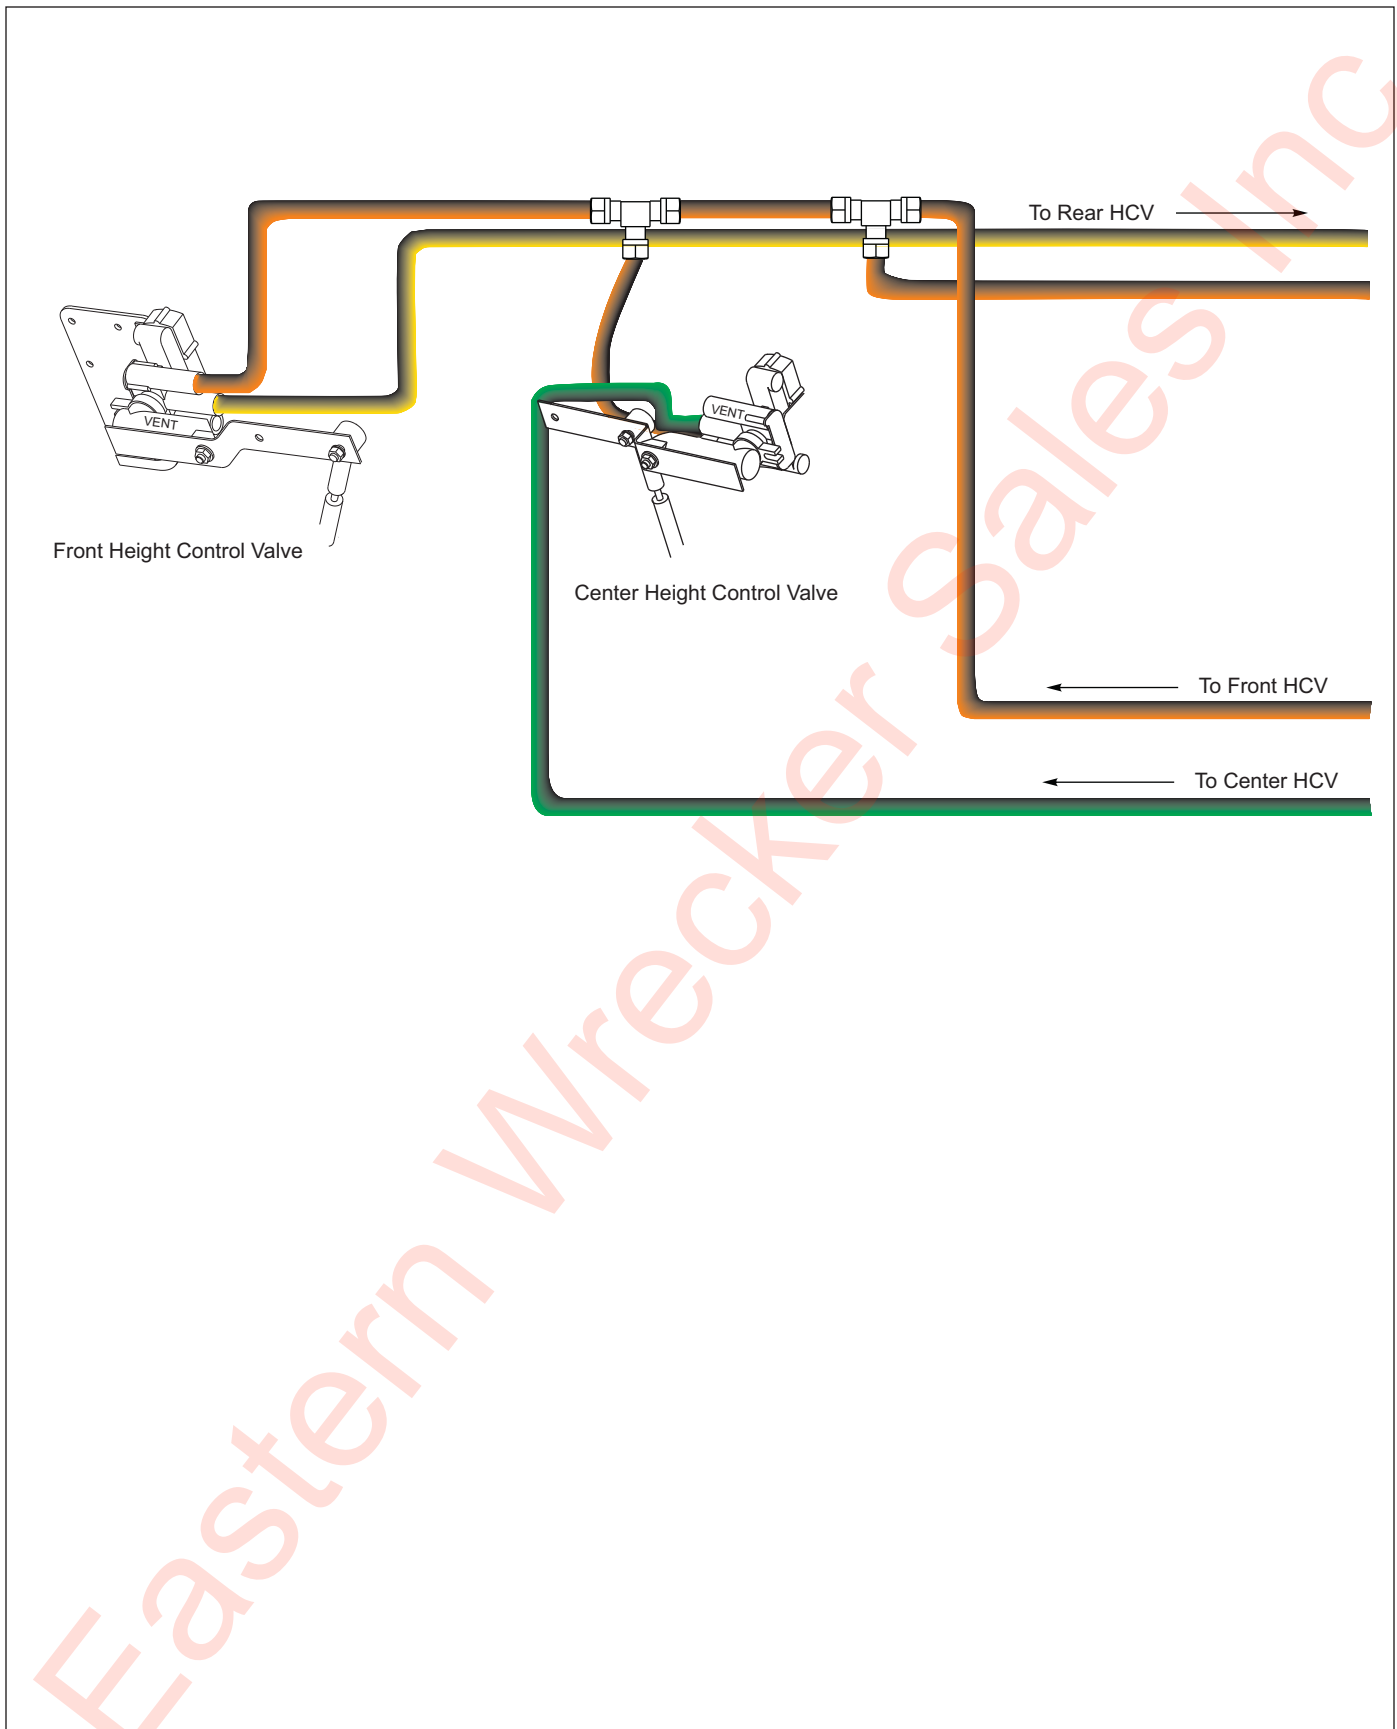 To Rear HCV
VENT
VENT
Front Height Control Valve
Center Height Control Valve
To Front HCV
To Center HCV
Eastern Wrecker Sales Inc